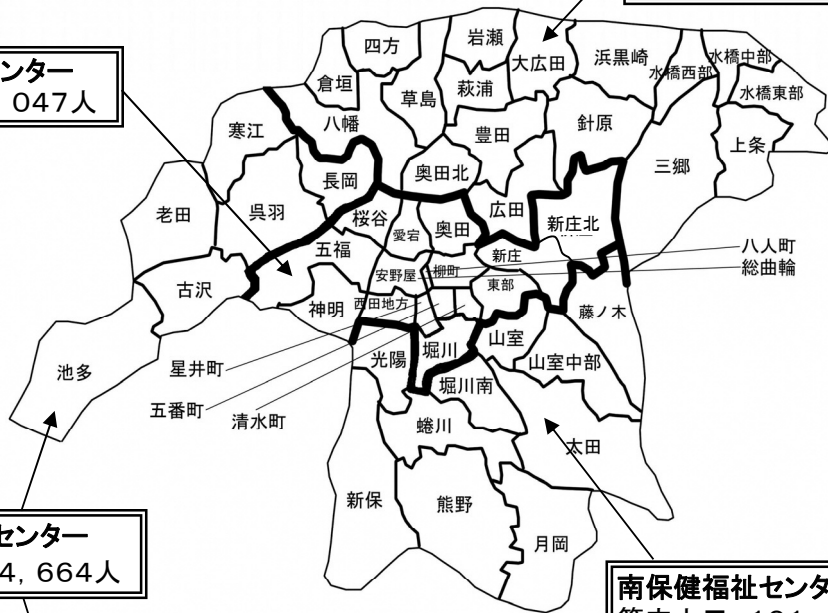 ンター
047人
四方
岩瀬
大広田
浜黒崎
水橋西部
水橋中部
水橋東部
倉垣
草島
萩浦
寒江
八幡
豊田
針原
上条
三郷
長岡
奥田北
老田
呉羽
桜谷
愛宕
奥田
広田
新庄北
五福
新庄
八人町
安野屋
柳町
総曲輪
古沢
神明
西田地方
東部
藤ノ木
星井町
光陽
堀川
山室
山室中部
池多
五番町
清水町
堀川南
蜷川
太田
新保
熊野
月岡
センター
4,664人
南保健福祉センタ